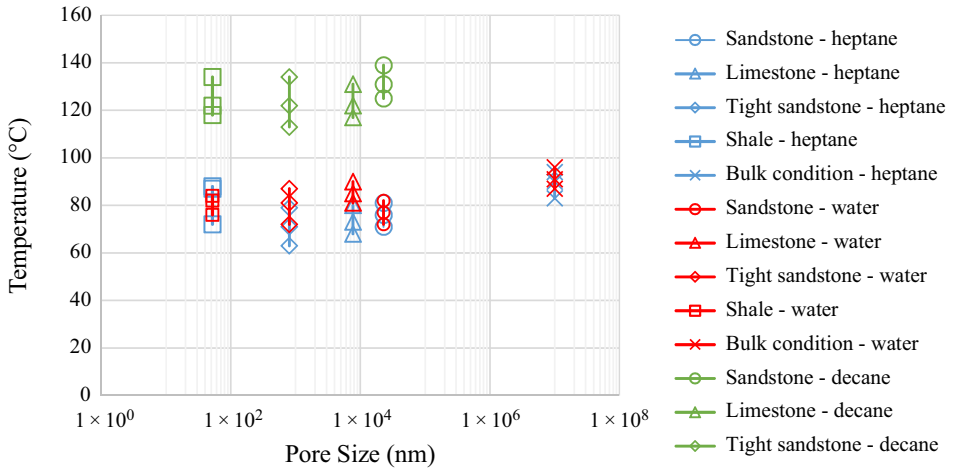 160
140
120
100
80
60
40
20
0
Temperature (°C)
1 × 10⁰
1 × 10²
1 × 10⁴
1 × 10⁶
1 × 10⁸
Pore Size (nm)
Sandstone - heptane
Limestone - heptane
Tight sandstone - heptane
Shale - heptane
Bulk condition - heptane
Sandstone - water
Limestone - water
Tight sandstone - water
Shale - water
Bulk condition - water
Sandstone - decane
Limestone - decane
Tight sandstone - decane